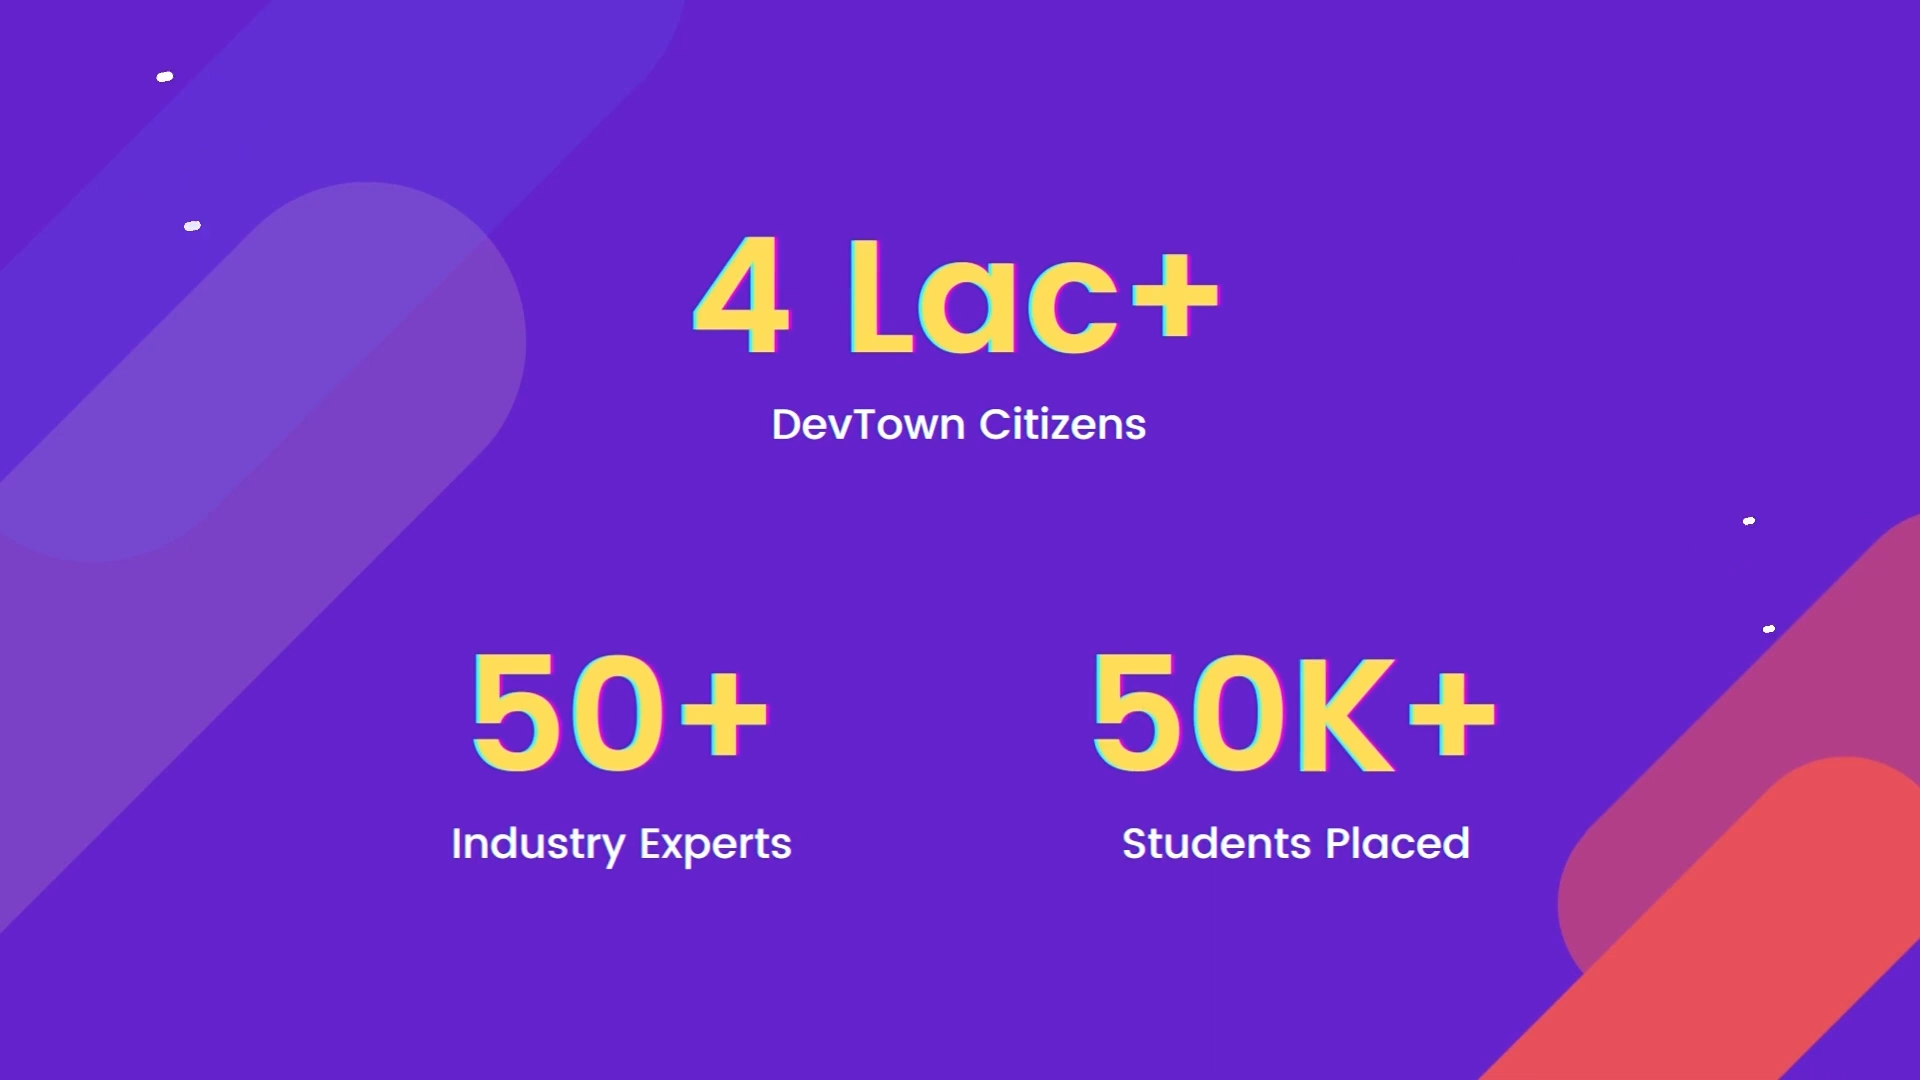 4 Lac+
DevTown Citizens
50+
Industry Experts
50K+
Students Placed